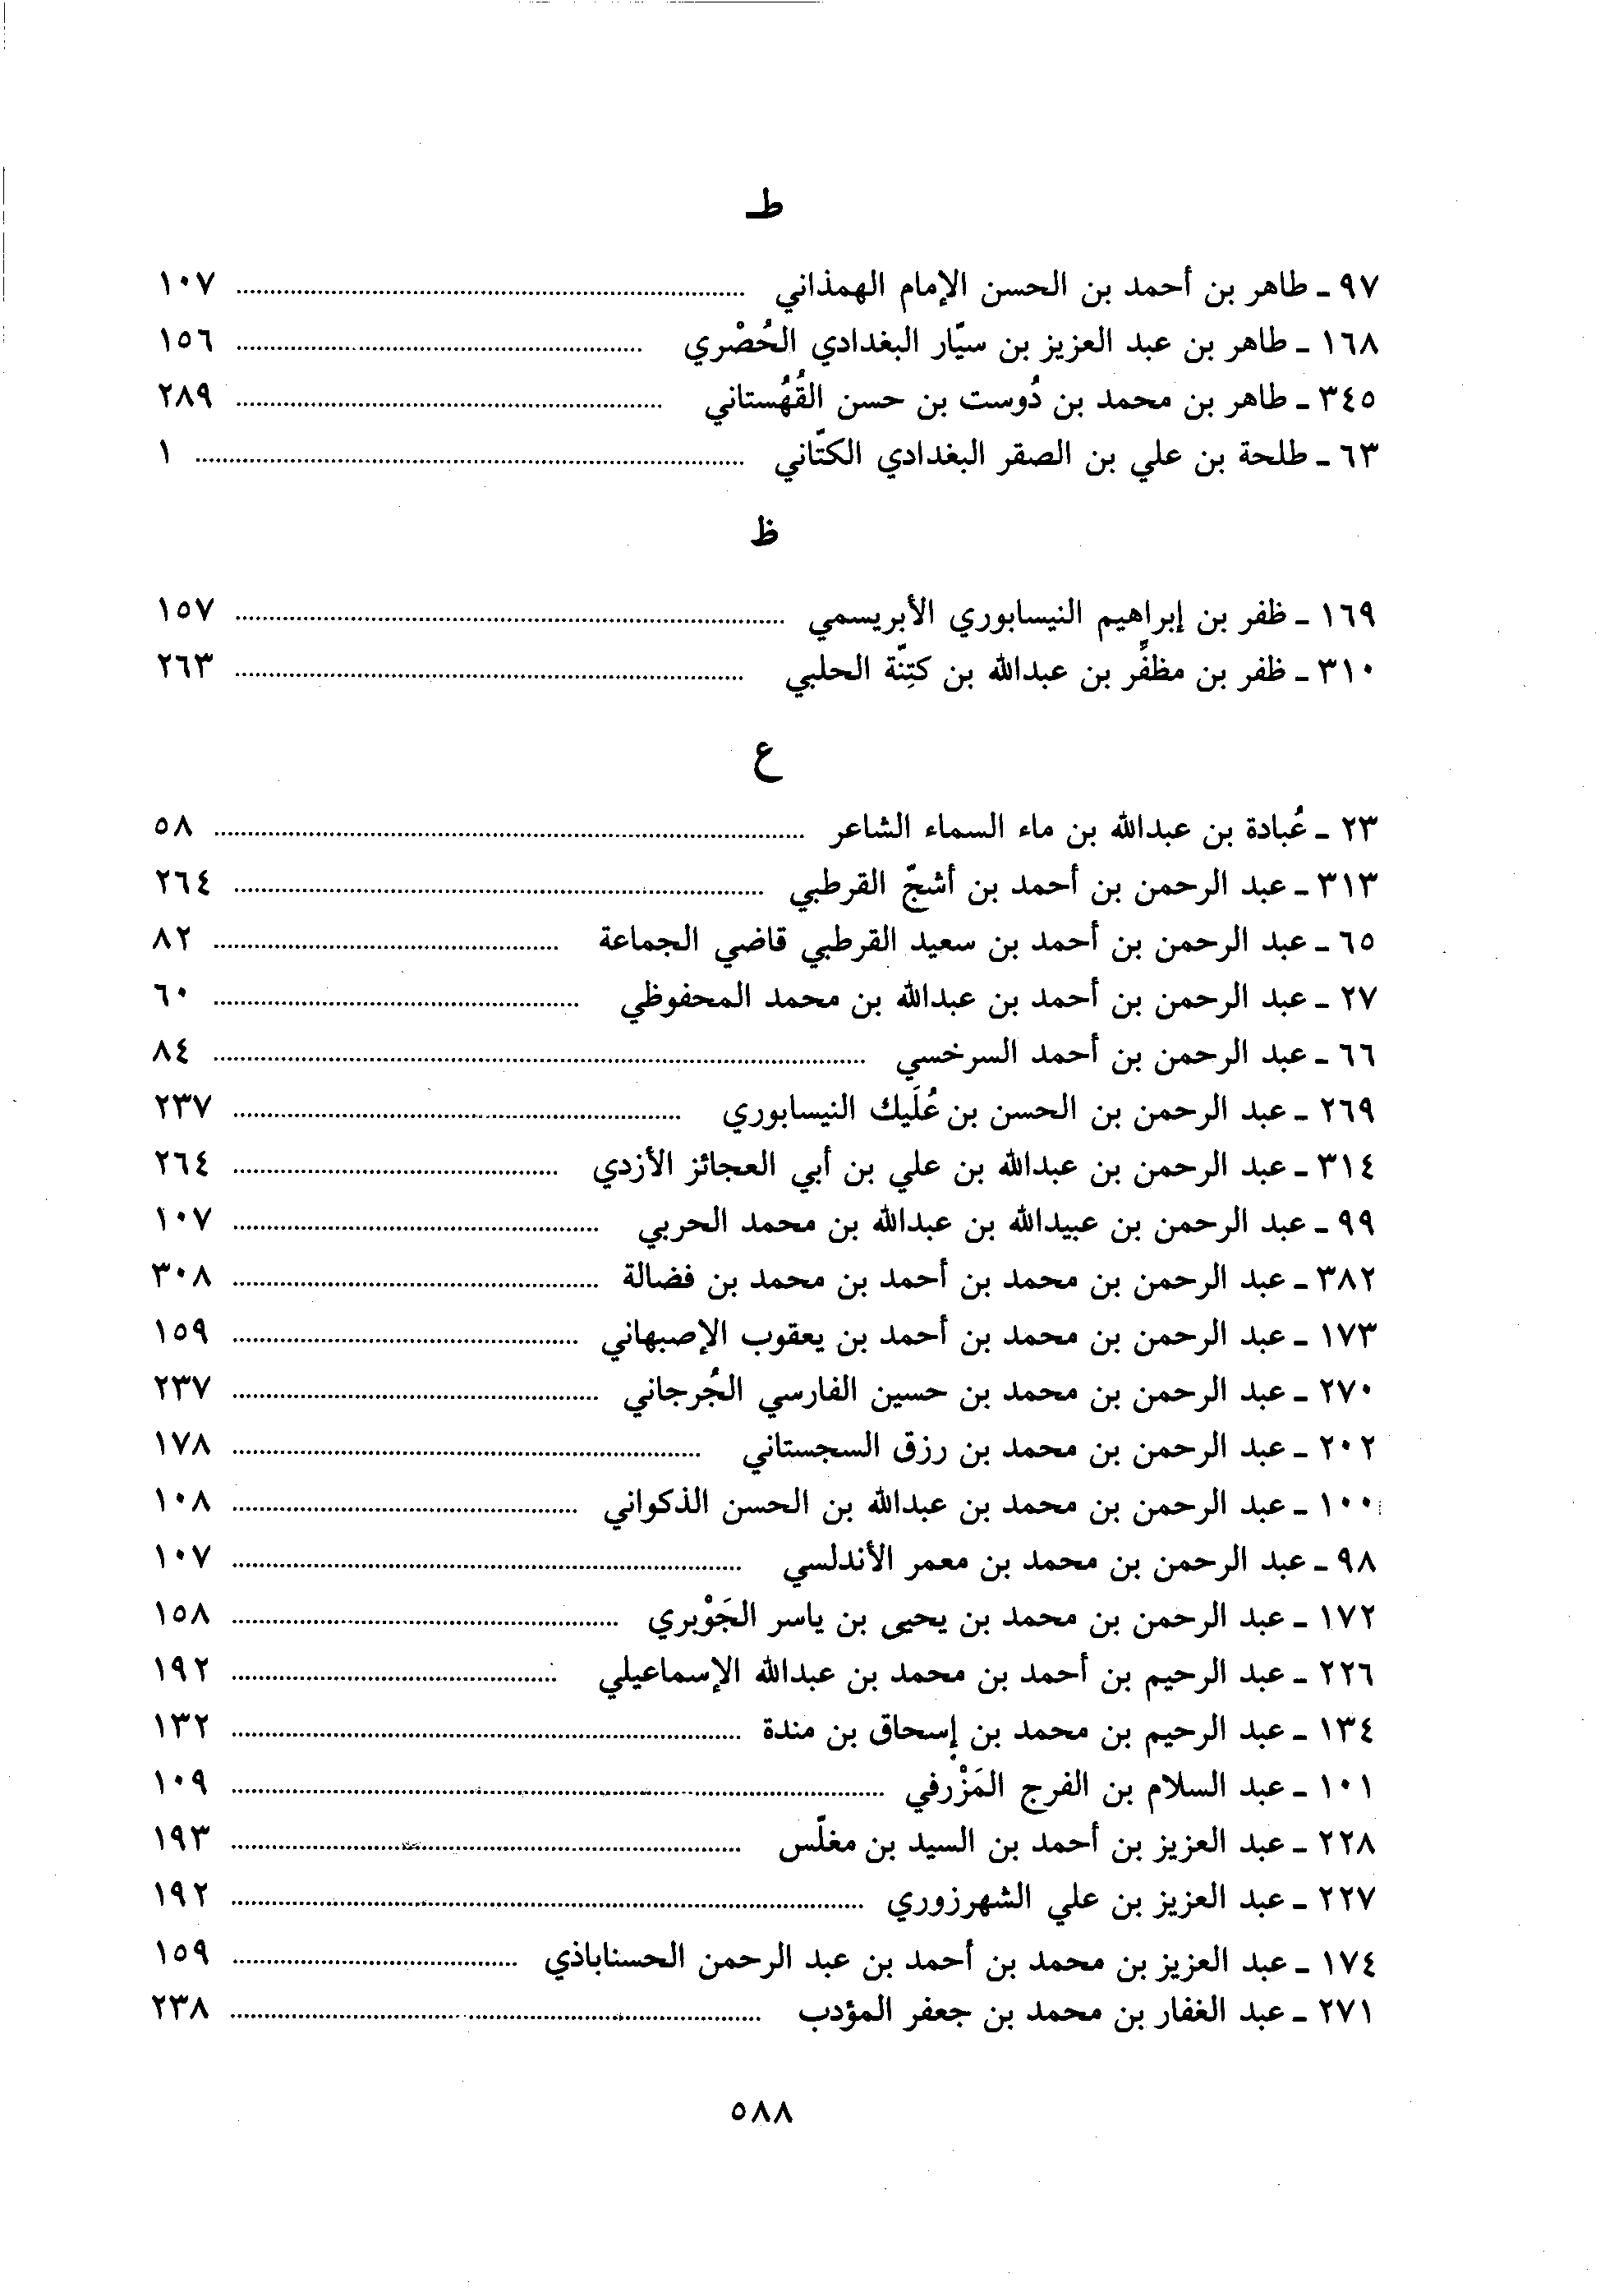 طـ
٩٧ ـ طاهر بن أحمد بن الحسن الإمام الهمذاني ........ ١٠٧
١٦٨ ـ طاهر بن عبد العزيز بن سيّار البغدادي الحُصْري ........ ١٥٦
٣٤٥ ـ طاهر بن محمد بن دُوست بن حسن القُهُستاني ........ ٢٨٩
٦٣ ـ طلحة بن علي بن الصقر البغدادي الكتّاني ........ ١
ظ
١٦٩ ـ ظفر بن إبراهيم النيسابوري الأبريسمي ........ ١٥٧
٣١٠ ـ ظفر بن مظفَّر بن عبدالله بن كتِنّة الحلبي ........ ٢٦٣
ع
٢٣ ـ عُبادة بن عبدالله بن ماء السماء الشاعر ........ ٥٨
٣١٣ ـ عبد الرحمن بن أحمد بن أشجّ القرطبي ........ ٢٦٤
٦٥ ـ عبد الرحمن بن أحمد بن سعيد القرطبي قاضي الجماعة ........ ٨٢
٢٧ ـ عبد الرحمن بن أحمد بن عبدالله بن محمد المحفوظي ........ ٦٠
٦٦ ـ عبد الرحمن بن أحمد السرخسي ........ ٨٤
٢٦٩ ـ عبد الرحمن بن الحسن بن عُلَيك النيسابوري ........ ٢٣٧
٣١٤ ـ عبد الرحمن بن عبدالله بن علي بن أبي العجائز الأزدي ........ ٢٦٤
٩٩ ـ عبد الرحمن بن عبيدالله بن عبدالله بن محمد الحربي ........ ١٠٧
٣٨٢ ـ عبد الرحمن بن محمد بن أحمد بن محمد بن فضالة ........ ٣٠٨
١٧٣ ـ عبد الرحمن بن محمد بن أحمد بن يعقوب الإصبهاني ........ ١٥٩
٢٧٠ ـ عبد الرحمن بن محمد بن حسين الفارسي الجُرجاني ........ ٢٣٧
٢٠٢ ـ عبد الرحمن بن محمد بن رزق السجستاني ........ ١٧٨
١٠٠ ـ عبد الرحمن بن محمد بن عبدالله بن الحسن الذكواني ........ ١٠٨
٩٨ ـ عبد الرحمن بن محمد بن معمر الأندلسي ........ ١٠٧
١٧٢ ـ عبد الرحمن بن محمد بن يحيى بن ياسر الجَوْبري ........ ١٥٨
٢٢٦ ـ عبد الرحيم بن أحمد بن محمد بن عبدالله الإسماعيلي ........ ١٩٢
١٣٤ ـ عبد الرحيم بن محمد بن إسحاق بن مندة ........ ١٣٢
١٠١ ـ عبد السلام بن الفرج المَزْرفي ........ ١٠٩
٢٢٨ ـ عبد العزيز بن أحمد بن السيد بن مغلّس ........ ١٩٣
٢٢٧ ـ عبد العزيز بن علي الشهرزوري ........ ١٩٢
١٧٤ ـ عبد العزيز بن محمد بن أحمد بن عبد الرحمن الحسناباذي ........ ١٥٩
٢٧١ ـ عبد الغفار بن محمد بن جعفر المؤدب ........ ٢٣٨
٥٨٨